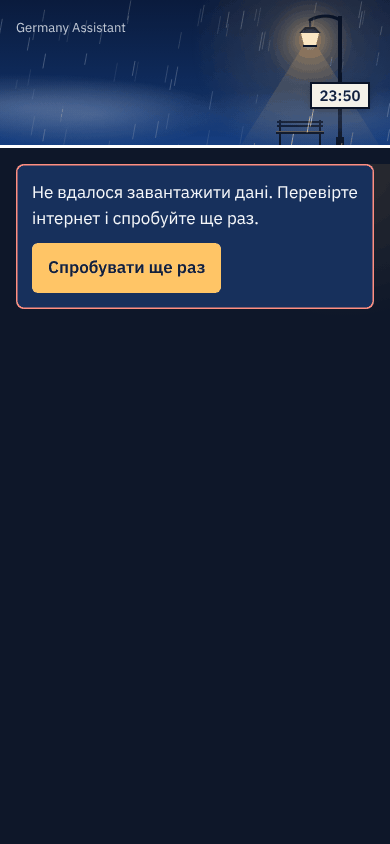 Germany Assistant
23:50
Не вдалося завантажити дані. Перевірте
інтернет і спробуйте ще раз.
Спробувати ще раз